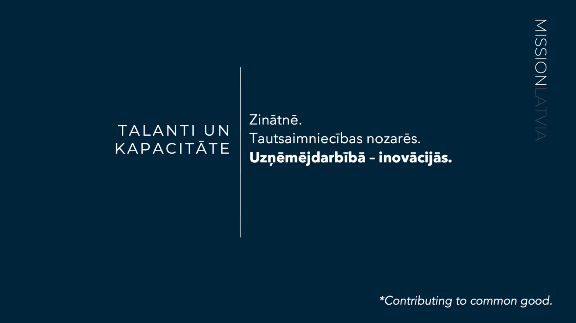 MISSIONLATVIA
TALANTI UN
KAPACITĀTE
Zinātnē.
Tautsaimniecības nozarēs.
Uzņēmējdarbībā – inovācijās.
*Contributing to common good.